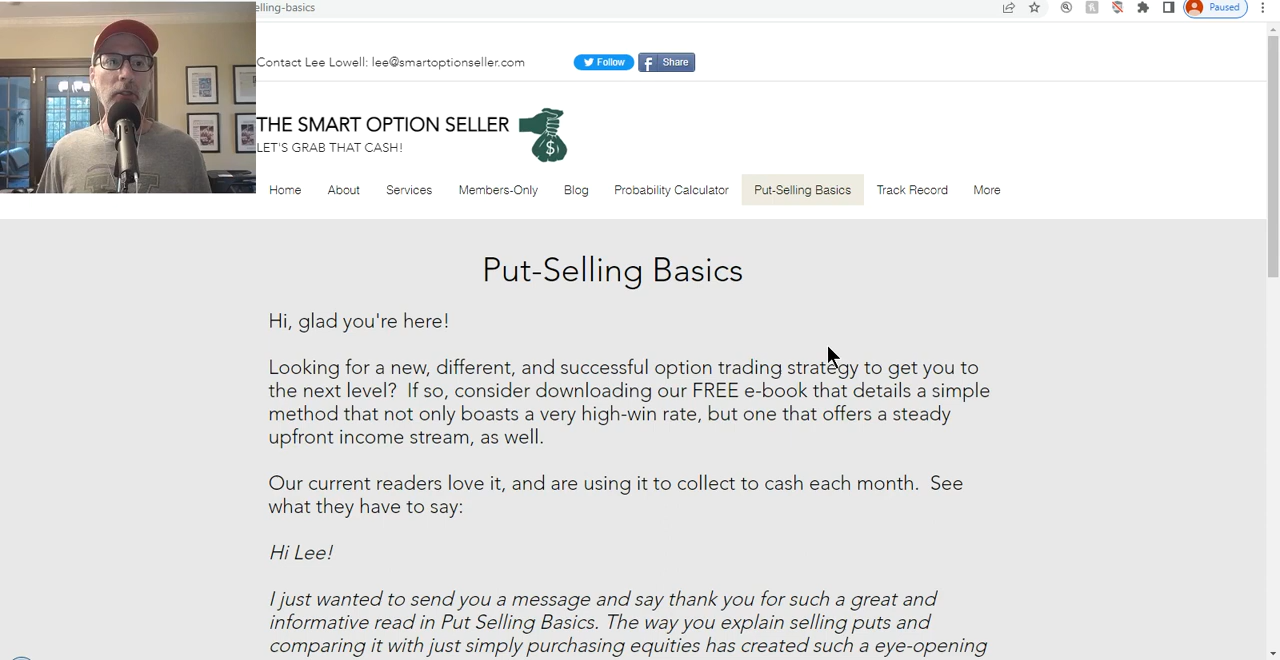 elling-basics
Paused
Contact Lee Lowell: lee@smartoptionseller.com
Follow
Share
THE SMART OPTION SELLER
LET'S GRAB THAT CASH!
$
Home About Services Members-Only Blog Probability Calculator Put-Selling Basics Track Record More
Put-Selling Basics
Hi, glad you're here!
Looking for a new, different, and successful option trading strategy to get you to
the next level? If so, consider downloading our FREE e-book that details a simple
method that not only boasts a very high-win rate, but one that offers a steady
upfront income stream, as well.
Our current readers love it, and are using it to collect to cash each month. See
what they have to say:
Hi Lee!
I just wanted to send you a message and say thank you for such a great and
informative read in Put Selling Basics. The way you explain selling puts and
comparing it with just simply purchasing equities has created such a eye-opening